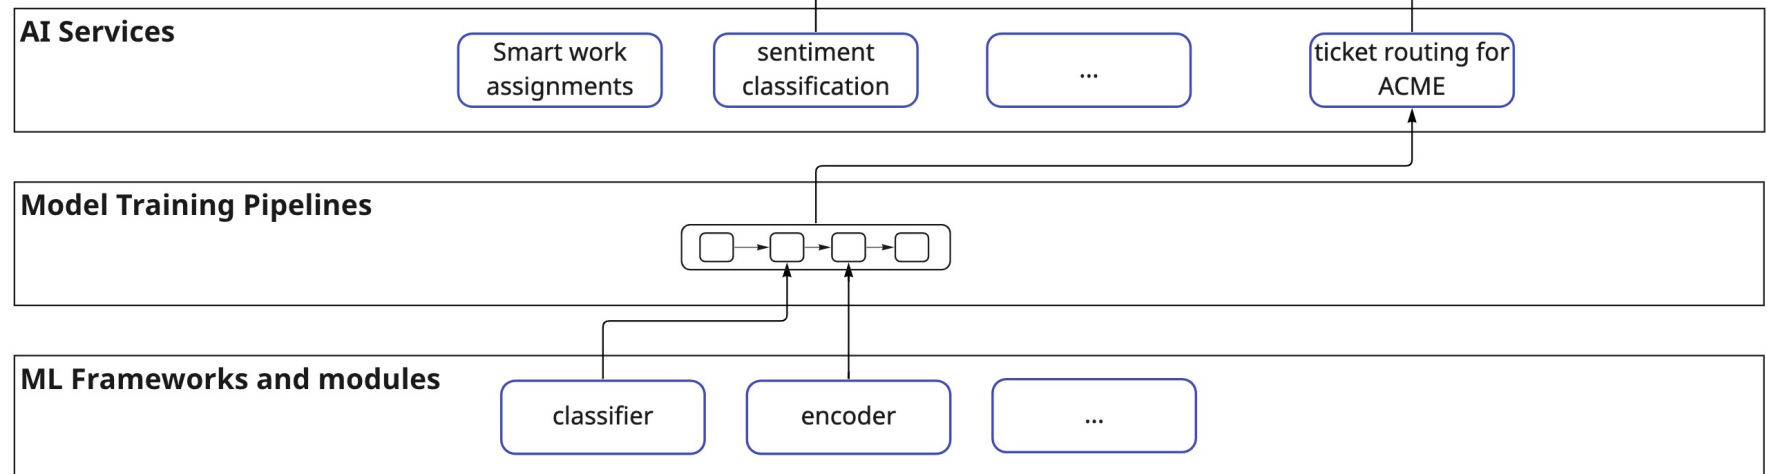 AI Services
Smart work
assignments
sentiment
classification
...
ticket routing for
ACME
Model Training Pipelines
ML Frameworks and modules
classifier
encoder
...